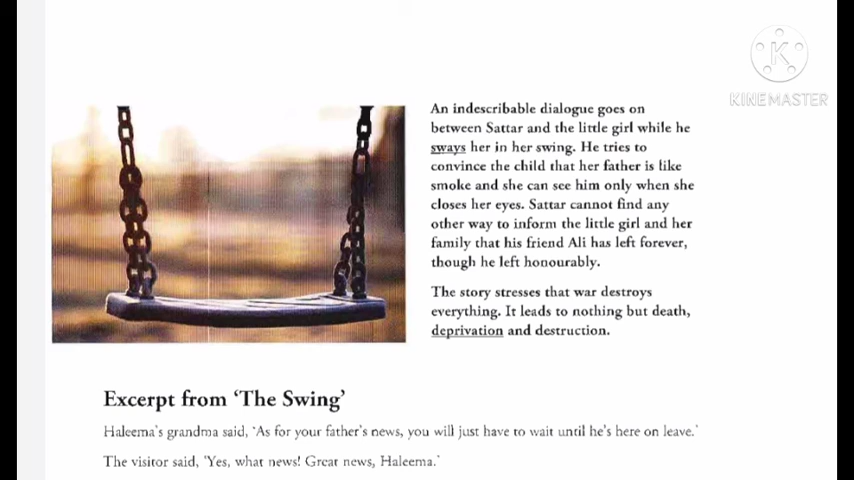 KINEMASTER
An indescribable dialogue goes on
between Sattar and the little girl while he
sways her in her swing. He tries to
convince the child that her father is like
smoke and she can see him only when she
closes her eyes. Sattar cannot find any
other way to inform the little girl and her
family that his friend Ali has left forever,
though he left honourably.
The story stresses that war destroys
everything. It leads to nothing but death,
deprivation and destruction.
Excerpt from ‘The Swing’
Haleema's grandma said, 'As for your father's news, you will just have to wait until he's here on leave.'
The visitor said, 'Yes, what news! Great news, Haleema.'